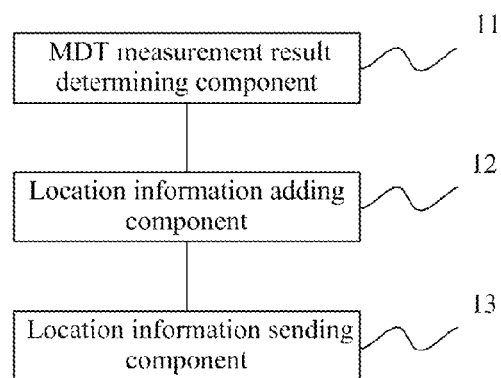 11
MDT measurement result
determining component
12
Location information adding
component
13
Location information sending
component